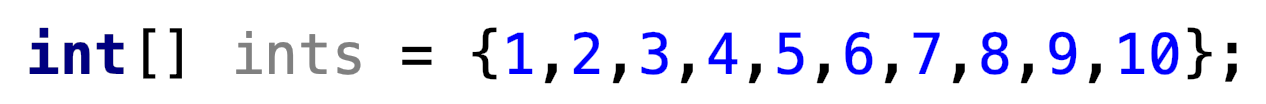 int[] ints = {1,2,3,4,5,6,7,8,9,10};